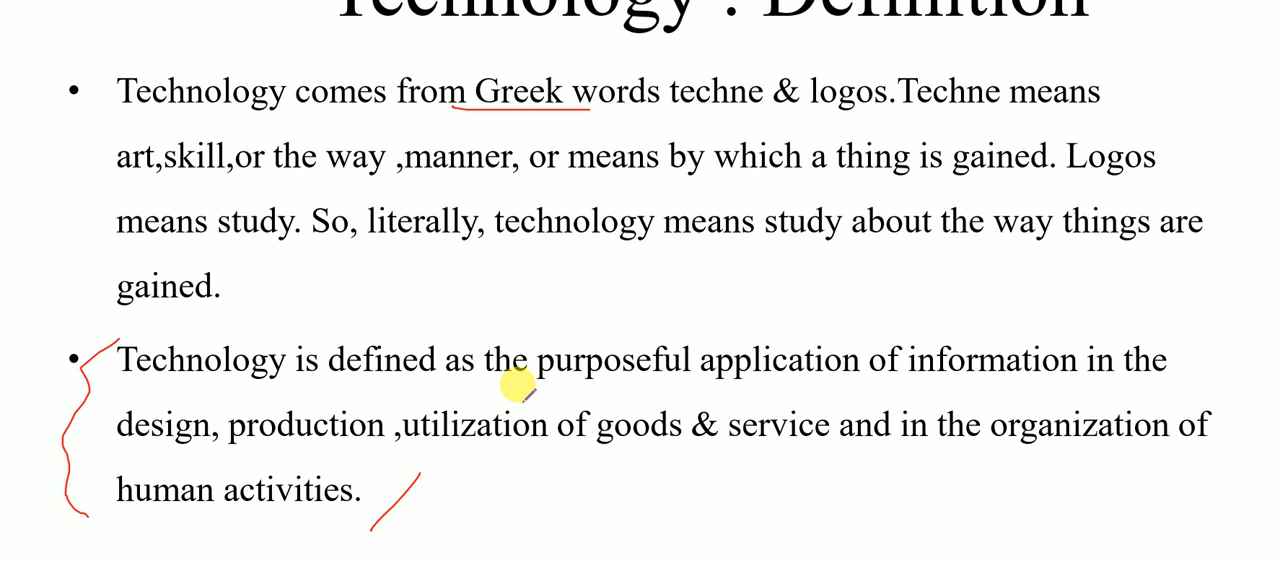 Technology : Definition
• Technology comes from Greek words techne & logos.Techne means
art,skill,or the way ,manner, or means by which a thing is gained. Logos
means study. So, literally, technology means study about the way things are
gained.
• Technology is defined as the purposeful application of information in the
design, production ,utilization of goods & service and in the organization of
human activities.